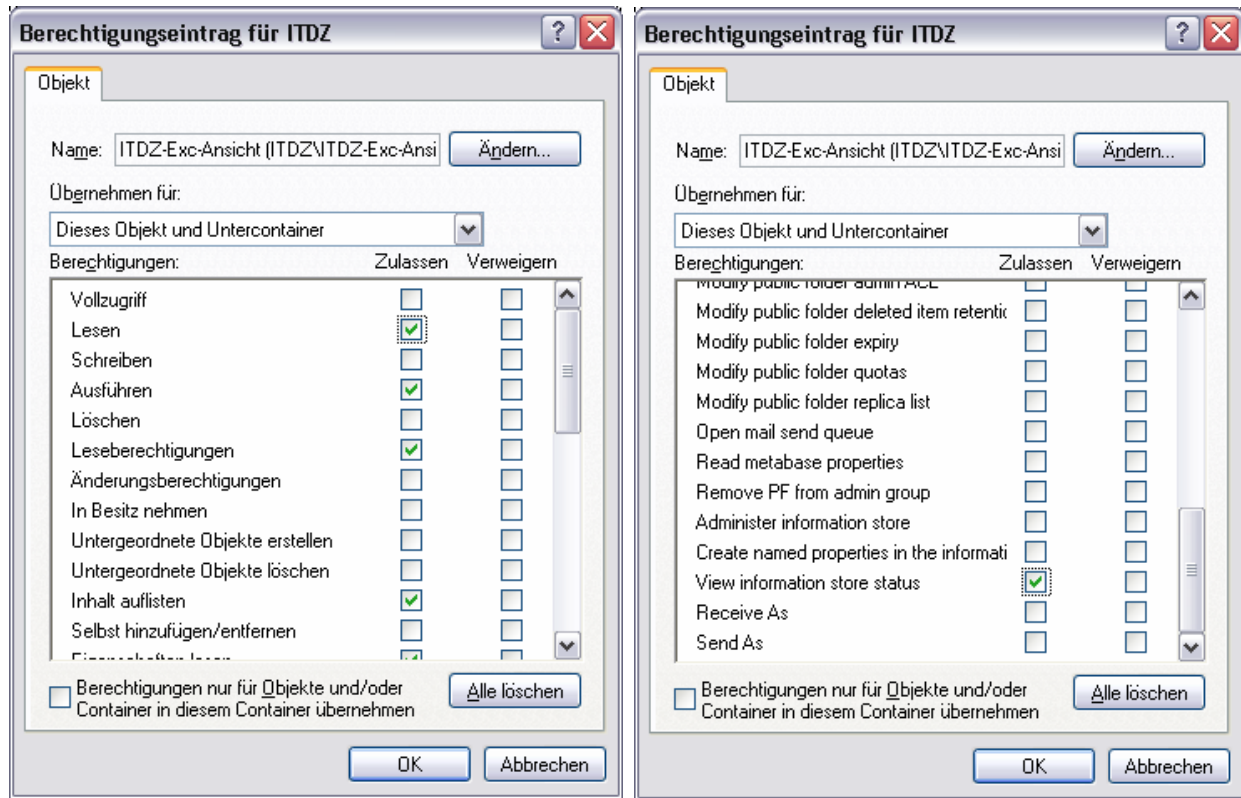 Berechtigungseintrag für ITDZ
Objekt
Name: ITDZ-Exc-Ansicht (ITDZ\ITDZ-Exc-Ansi Ändern...
Übernehmen für:
Dieses Objekt und Untercontainer
Berechtigungen: Zulassen Verweigern
Vollzugriff
Lesen
Schreiben
Ausführen
Löschen
Leseberechtigungen
Änderungsberechtigungen
In Besitz nehmen
Untergeordnete Objekte erstellen
Untergeordnete Objekte löschen
Inhalt auflisten
Selbst hinzufügen/entfernen
Eigenschaften lesen
Berechtigungen nur für Objekte und/oder
Container in diesem Container übernehmen
Alle löschen
OK Abbrechen
Berechtigungseintrag für ITDZ
Objekt
Name: ITDZ-Exc-Ansicht (ITDZ\ITDZ-Exc-Ansi Ändern...
Übernehmen für:
Dieses Objekt und Untercontainer
Berechtigungen: Zulassen Verweigern
Modify public folder admin ACL
Modify public folder deleted item retentic
Modify public folder expiry
Modify public folder quotas
Modify public folder replica list
Open mail send queue
Read metabase properties
Remove PF from admin group
Administer information store
Create named properties in the informati
View information store status
Receive As
Send As
Berechtigungen nur für Objekte und/oder
Container in diesem Container übernehmen
Alle löschen
OK Abbrechen